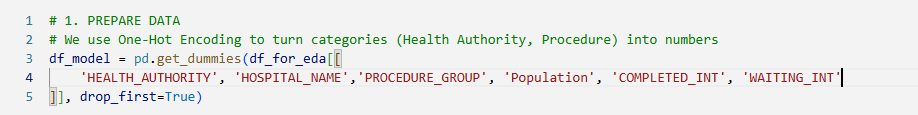 1 # 1. PREPARE DATA
2 # We use One-Hot Encoding to turn categories (Health Authority, Procedure) into numbers
3 df_model = pd.get_dummies(df_for_eda[[
4     'HEALTH_AUTHORITY', 'HOSPITAL_NAME','PROCEDURE_GROUP', 'Population', 'COMPLETED_INT', 'WAITING_INT'
5 ]], drop_first=True)